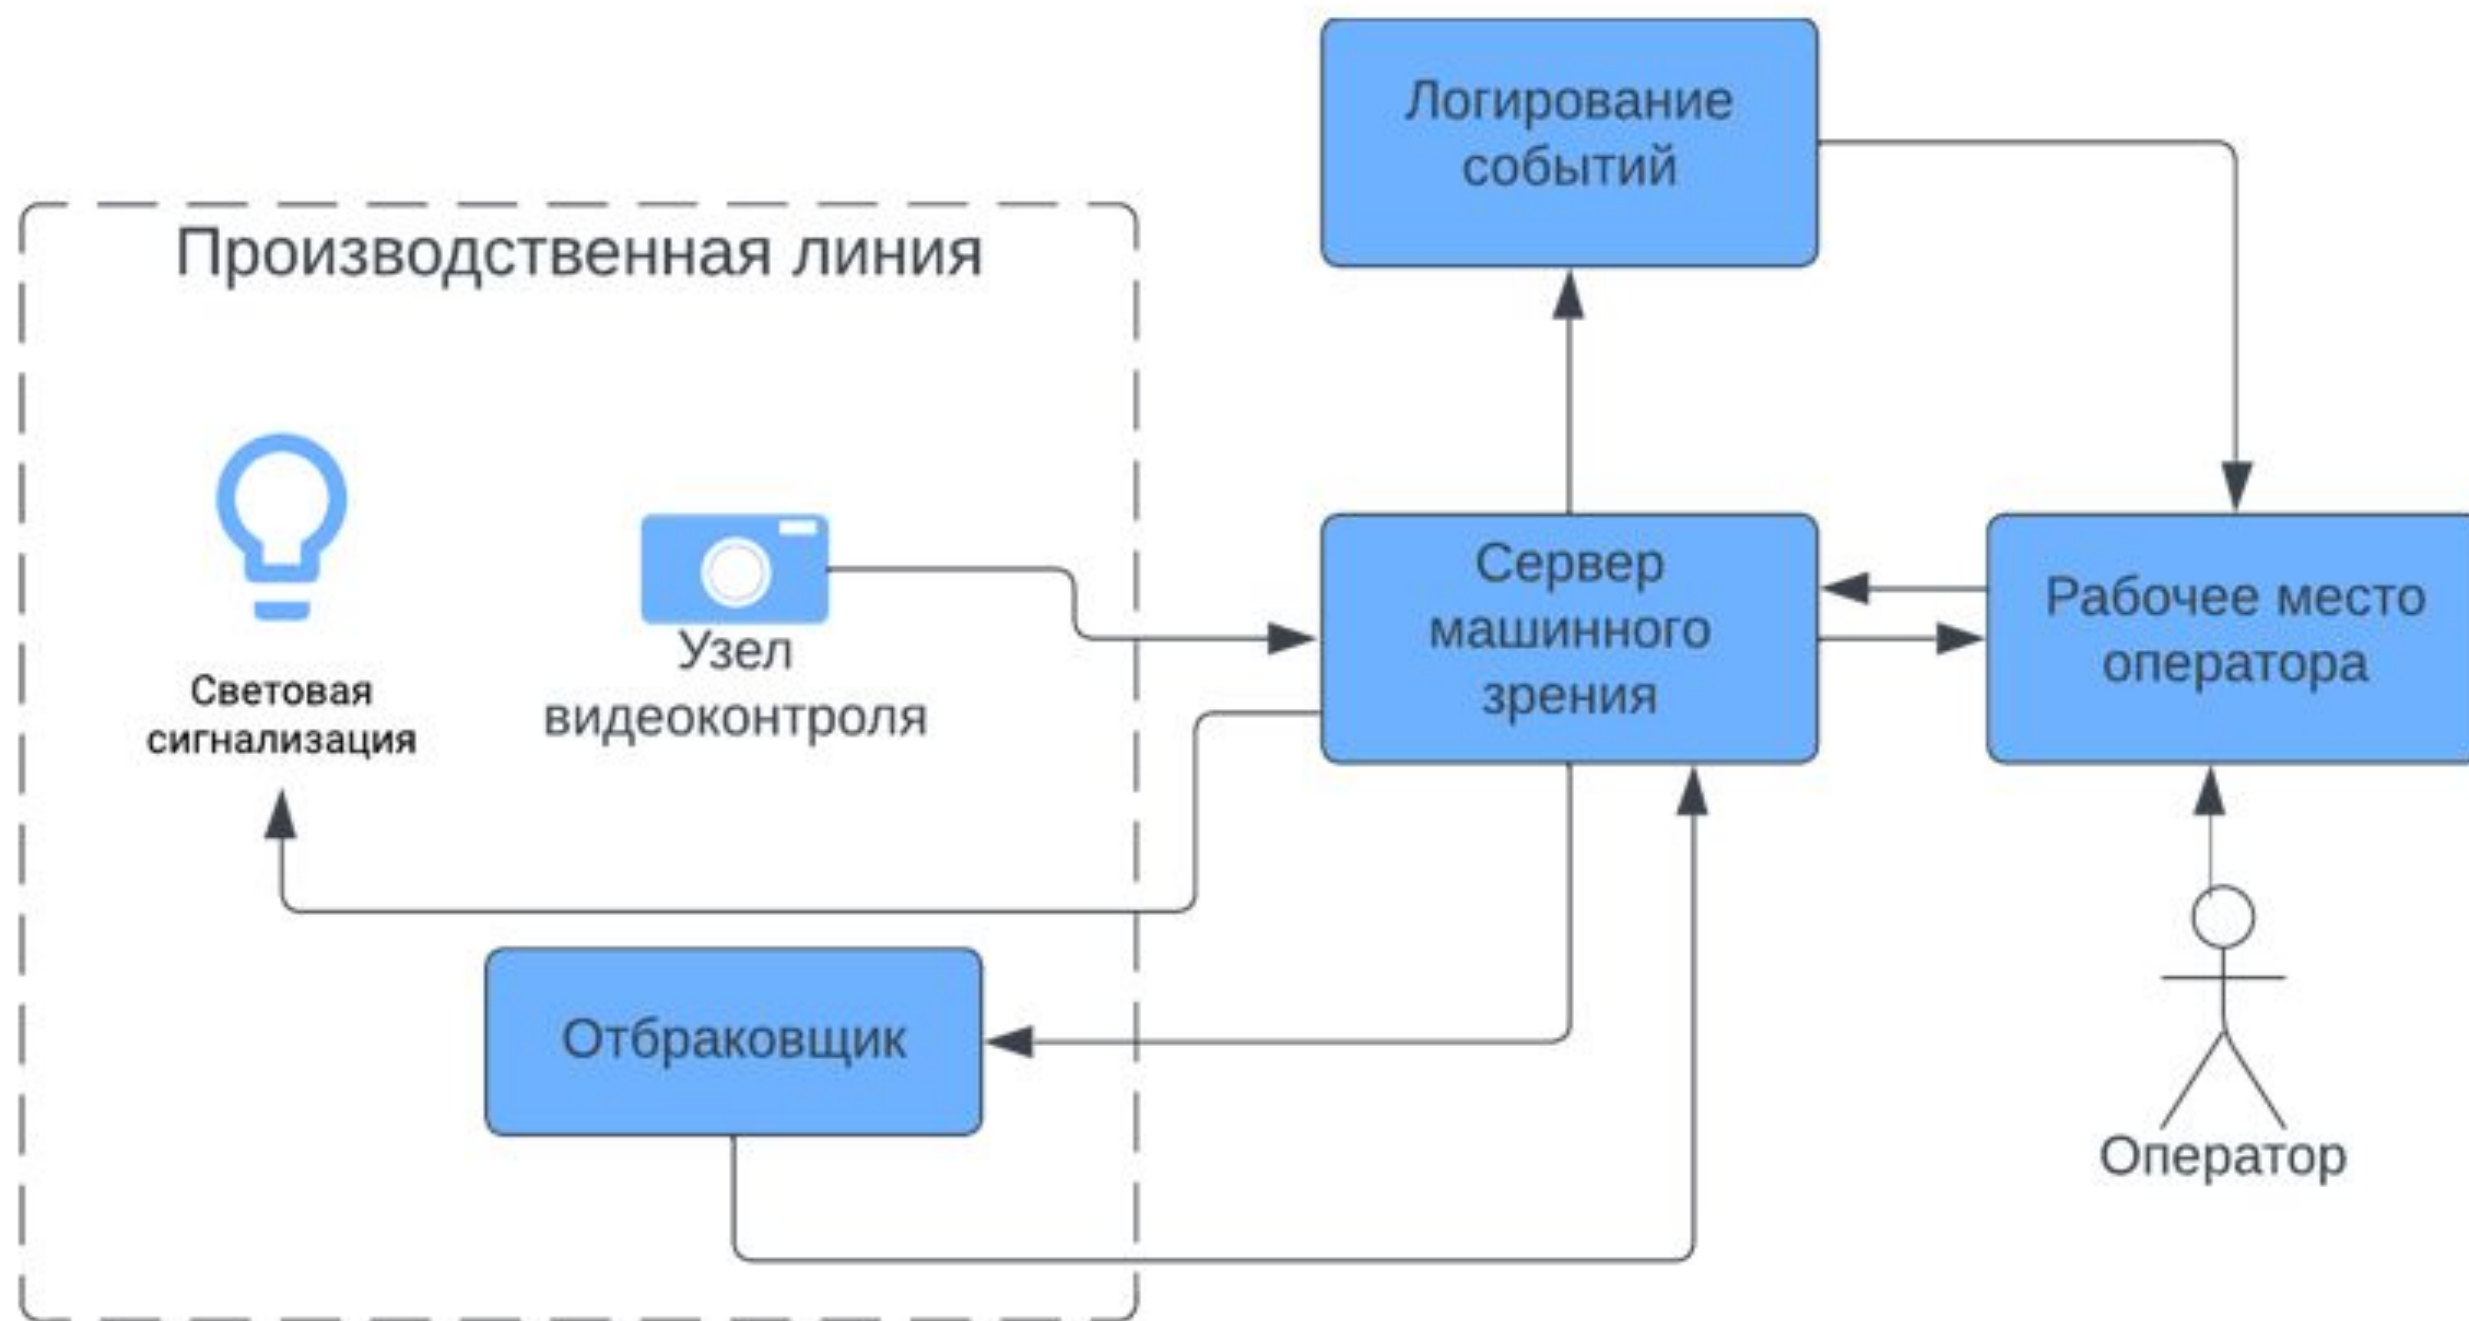 Логирование
событий
Производственная линия
Световая
сигнализация
Узел
видеоконтроля
Сервер
машинного
зрения
Рабочее место
оператора
Отбраковщик
Оператор